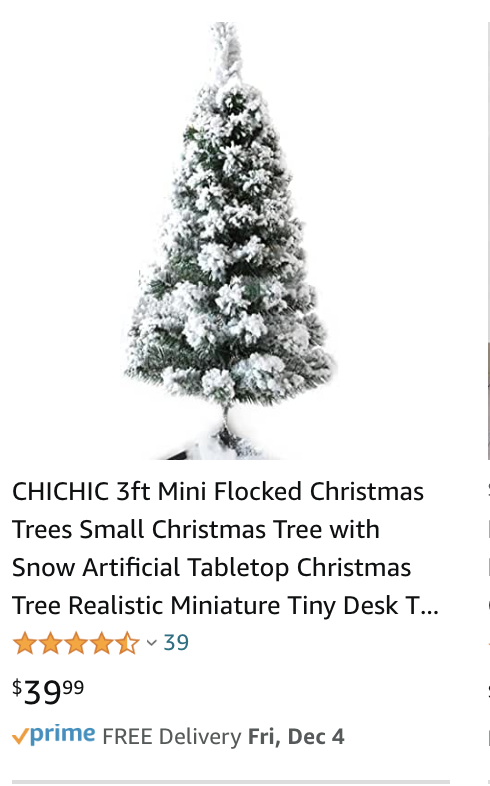 CHICHIC 3ft Mini Flocked Christmas
Trees Small Christmas Tree with
Snow Artificial Tabletop Christmas
Tree Realistic Miniature Tiny Desk T...
39
$39.99
prime FREE Delivery Fri, Dec 4